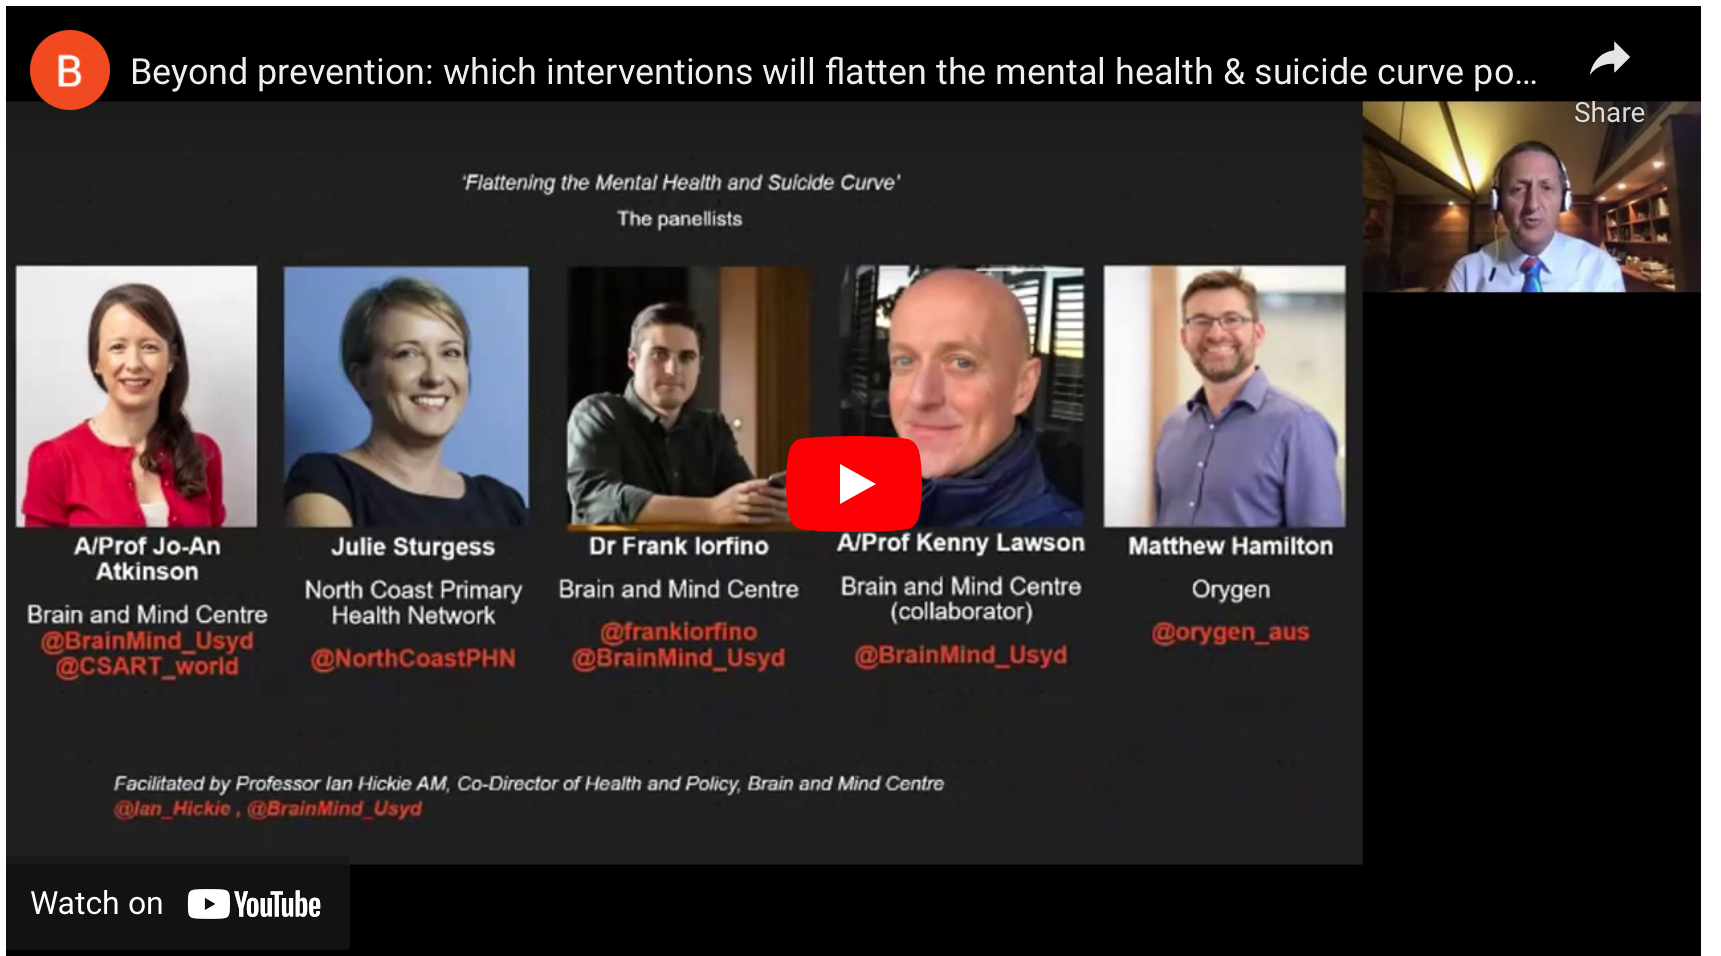 B
Beyond prevention: which interventions will flatten the mental health & suicide curve po...
Share
‘Flattening the Mental Health and Suicide Curve’
The panellists
A/Prof Jo-An
Atkinson
Brain and Mind Centre
@BrainMind_Usyd
@CSART_world
Julie Sturgess
North Coast Primary
Health Network
@NorthCoastPHN
Dr Frank Iorfino
Brain and Mind Centre
@frankiorfino
@BrainMind_Usyd
A/Prof Kenny Lawson
Brain and Mind Centre
(collaborator)
@BrainMind_Usyd
Matthew Hamilton
Orygen
@orygen_aus
Facilitated by Professor Ian Hickie AM, Co-Director of Health and Policy, Brain and Mind Centre
@Ian_Hickie , @BrainMind_Usyd
Watch on YouTube